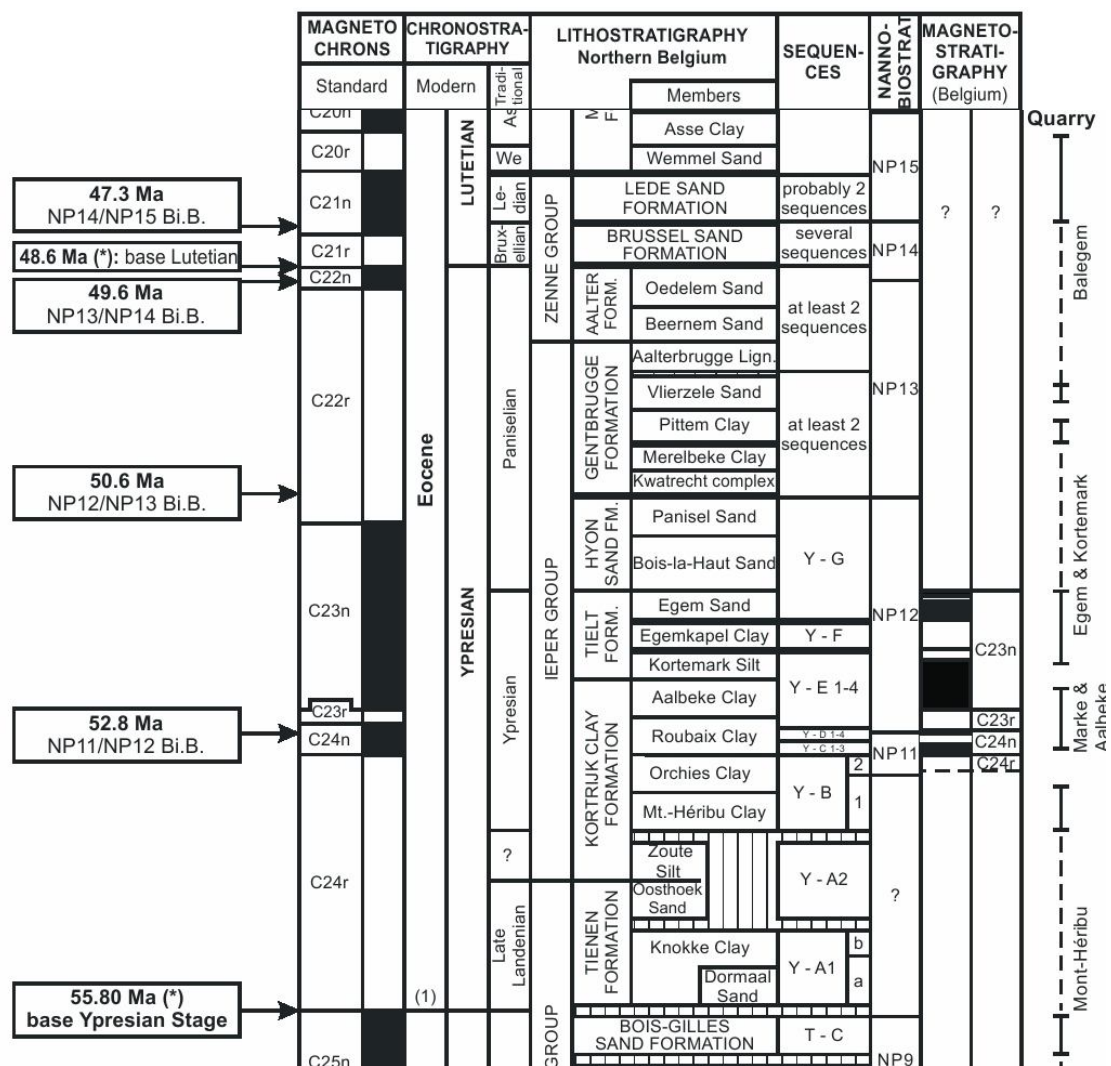 MAGNETO
CHRONS
CHRONOSTRA-
TIGRAPHY
LITHOSTRATIGRAPHY
Northern Belgium
SEQUEN-
CES
NANNO-
BIOSTRAT
MAGNETO-
STRATI-
GRAPHY
(Belgium)
Standard
Modern
Tradi-
tional
Members
Quarry
C20n
C20r
C21n
C21r
C22n
C22r
C23n
C23r
C24n
C24r
C25n
47.3 Ma
NP14/NP15 Bi.B.
48.6 Ma (*): base Lutetian
49.6 Ma
NP13/NP14 Bi.B.
50.6 Ma
NP12/NP13 Bi.B.
52.8 Ma
NP11/NP12 Bi.B.
55.80 Ma (*)
base Ypresian Stage
Eocene
(1)
LUTETIAN
YPRESIAN
As
We
Le-
dian
Brux-
ellian
Paniselian
Ypresian
?
Late
Landenian
ZENNE GROUP
IEPER GROUP
GROUP
M
F
LEDE SAND
FORMATION
BRUSSEL SAND
FORMATION
AALTER
FORM.
GENTBRUGGE
FORMATION
HYON
SAND FM.
TIELT
FORM.
KORTRIJK CLAY
FORMATION
TIENEN
FORMATION
BOIS-GILLES
SAND FORMATION
Asse Clay
Wemmel Sand
Oedelem Sand
Beernem Sand
Aalterbrugge Lign.
Vlierzele Sand
Pittem Clay
Merelbeke Clay
Kwatrecht complex
Panisel Sand
Bois-la-Haut Sand
Egem Sand
Egemkapel Clay
Kortemark Silt
Aalbeke Clay
Roubaix Clay
Orchies Clay
Mt.-Héribu Clay
Zoute
Silt
Oosthoek
Sand
Knokke Clay
Dormaal
Sand
probably 2
sequences
several
sequences
at least 2
sequences
at least 2
sequences
Y - G
Y - F
Y - E 1-4
Y - D 1-4
Y - C 1-3
Y - B
2
1
Y - A2
Y - A1
b
a
T - C
NP15
NP14
NP13
NP12
NP11
?
NP9
?
?
C23n
C23r
C24n
C24r
Balegem
Egem & Kortemark
Marke &
Aalbeke
Mont-Héribu